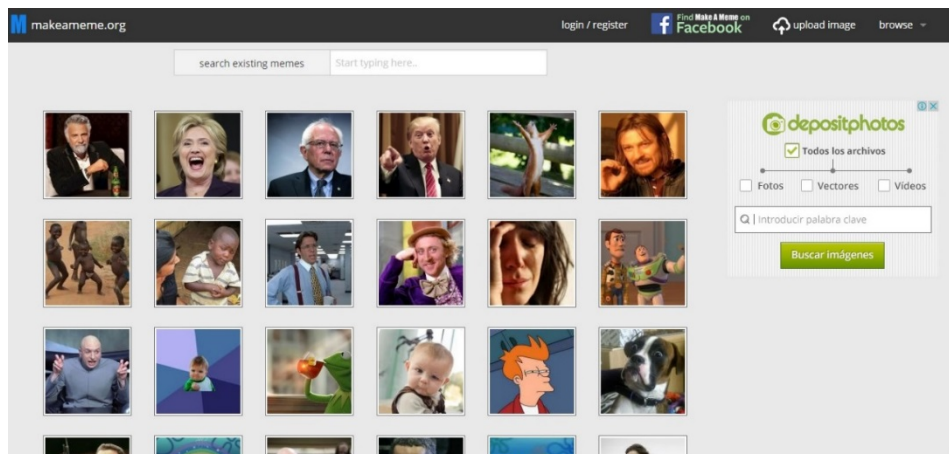 M makeameme.org
login / register
f Find Make A Meme on
Facebook
upload image
browse
search existing memes
Start typing here..
depositphotos
Todos los archivos
Fotos
Vectores
Vídeos
Introducir palabra clave
Buscar imágenes